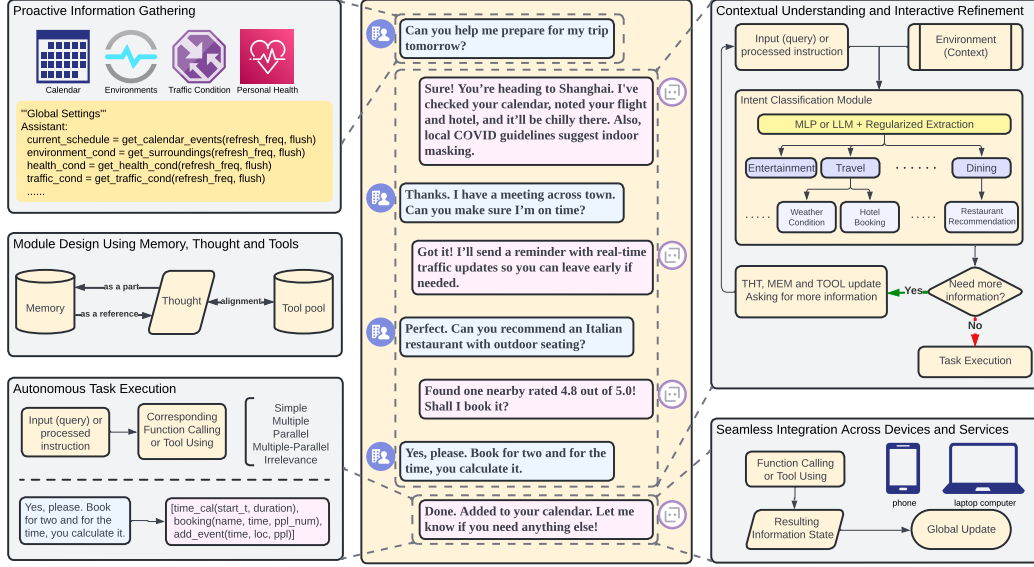 Proactive Information Gathering
Calendar
Environments
Traffic Condition
Personal Health
'"'Global Settings'"'
Assistant:
current_schedule = get_calendar_events(refresh_freq, flush)
environment_cond = get_surroundings(refresh_freq, flush)
health_cond = get_health_cond(refresh_freq, flush)
traffic_cond = get_traffic_cond(refresh_freq, flush)
......
Module Design Using Memory, Thought and Tools
Memory
as a part
as a reference
Thought
alignment
Tool pool
Autonomous Task Execution
Input (query) or
processed
instruction
Corresponding
Function Calling
or Tool Using
Simple
Multiple
Parallel
Multiple-Parallel
Irrelevance
Yes, please. Book
for two and for the
time, you calculate it.
[time_cal(start_t, duration),
booking(name, time, ppl_num),
add_event(time, loc, ppl)]
Can you help me prepare for my trip
tomorrow?
Sure! You're heading to Shanghai. I've
checked your calendar, noted your flight
and hotel, and it'll be chilly there. Also,
local COVID guidelines suggest indoor
masking.
Thanks. I have a meeting across town.
Can you make sure I'm on time?
Got it! I'll send a reminder with real-time
traffic updates so you can leave early if
needed.
Perfect. Can you recommend an Italian
restaurant with outdoor seating?
Found one nearby rated 4.8 out of 5.0!
Shall I book it?
Yes, please. Book for two and for the
time, you calculate it.
Done. Added to your calendar. Let me
know if you need anything else!
Contextual Understanding and Interactive Refinement
Input (query) or
processed instruction
Environment
(Context)
Intent Classification Module
MLP or LLM + Regularized Extraction
Entertainment
Travel
......
Dining
.....
Weather
Condition
Hotel
Booking
.....
Restaurant
Recommendation
THT, MEM and TOOL update
Asking for more information
Yes
Need more
information?
No
Task Execution
Seamless Integration Across Devices and Services
Function Calling
or Tool Using
phone
laptop computer
Resulting
Information State
Global Update